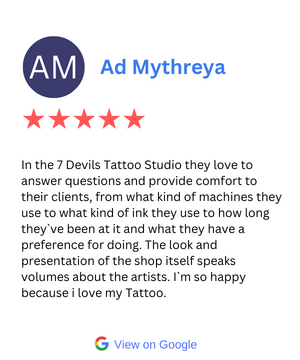 AM
Ad Mythreya
In the 7 Devils Tattoo Studio they love to
answer questions and provide comfort to
their clients, from what kind of machines they
use to what kind of ink they use to how long
they`ve been at it and what they have a
preference for doing. The look and
presentation of the shop itself speaks
volumes about the artists. I`m so happy
because i love my Tattoo.
View on Google